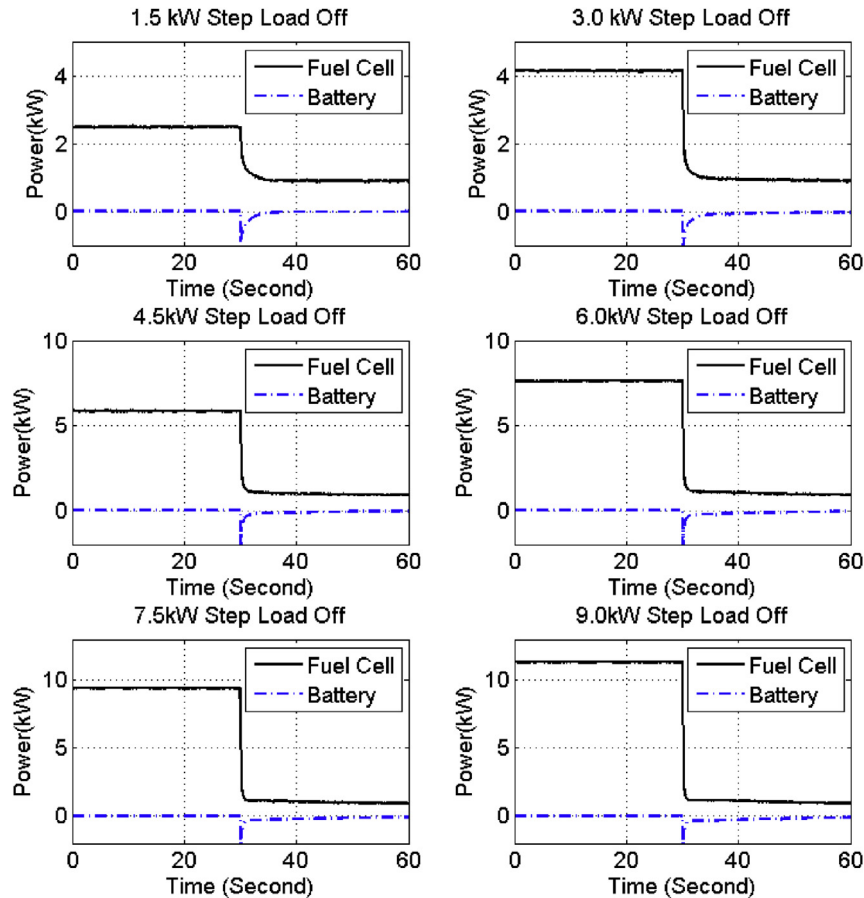 1.5 kW Step Load Off
Power(kW)
4
2
0
Fuel Cell
Battery
0 20 40 60
Time (Second)
3.0 kW Step Load Off
Power(kW)
4
2
0
Fuel Cell
Battery
0 20 40 60
Time (Second)
4.5kW Step Load Off
Power(kW)
10
5
0
Fuel Cell
Battery
0 20 40 60
Time (Second)
6.0kW Step Load Off
Power(kW)
10
5
0
Fuel Cell
Battery
0 20 40 60
Time (Second)
7.5kW Step Load Off
Power(kW)
10
5
0
Fuel Cell
Battery
0 20 40 60
Time (Second)
9.0kW Step Load Off
Power(kW)
10
5
0
Fuel Cell
Battery
0 20 40 60
Time (Second)